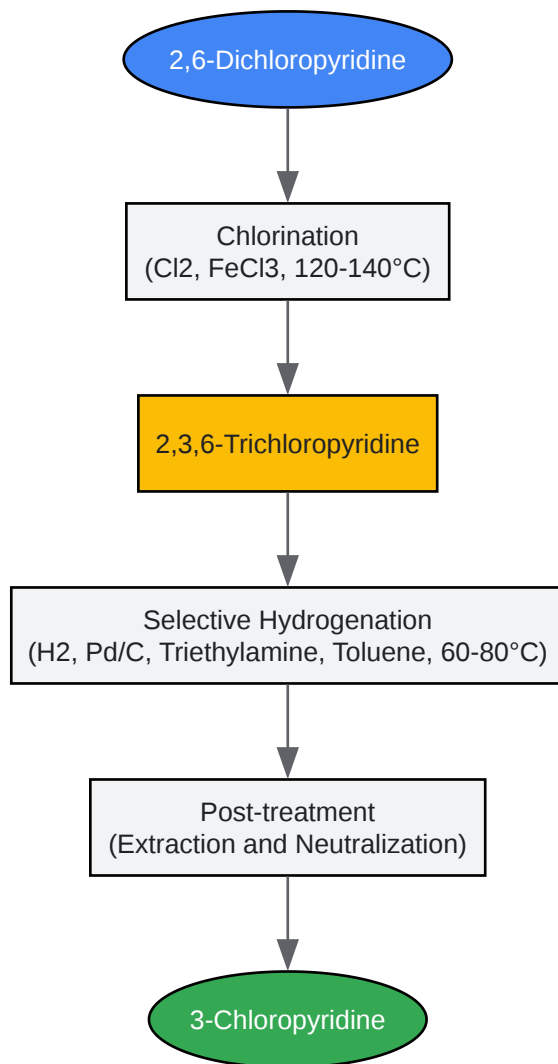 2,6-Dichloropyridine
Chlorination
(Cl2, FeCl3, 120-140°C)
2,3,6-Trichloropyridine
Selective Hydrogenation
(H2, Pd/C, Triethylamine, Toluene, 60-80°C)
Post-treatment
(Extraction and Neutralization)
3-Chloropyridine